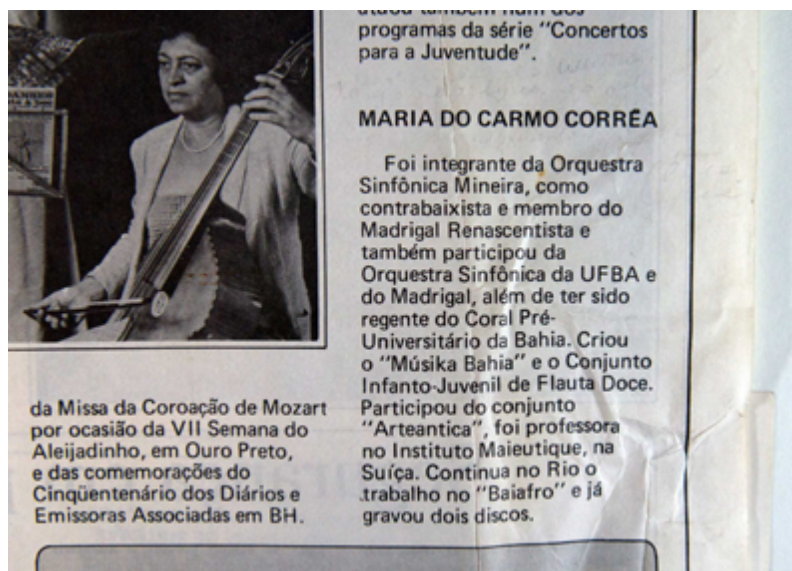 da Missa da Coroação de Mozart
por ocasião da VII Semana do
Aleijadinho, em Ouro Preto,
e das comemorações do
Cinqüentenário dos Diários e
Emissoras Associadas em BH.
atuou também num dos
programas da série "Concertos
para a Juventude".
MARIA DO CARMO CORRÊA
Foi integrante da Orquestra
Sinfônica Mineira, como
contrabaixista e membro do
Madrigal Renascentista e
também participou da
Orquestra Sinfônica da UFBA e
do Madrigal, além de ter sido
regente do Coral Pré-
Universitário da Bahia. Criou
o "Músika Bahia" e o Conjunto
Infanto-Juvenil de Flauta Doce.
Participou do conjunto
"Arteantica", foi professora
no Instituto Maieutique, na
Suíça. Continua no Rio o
trabalho no "Baiafro" e já
gravou dois discos.